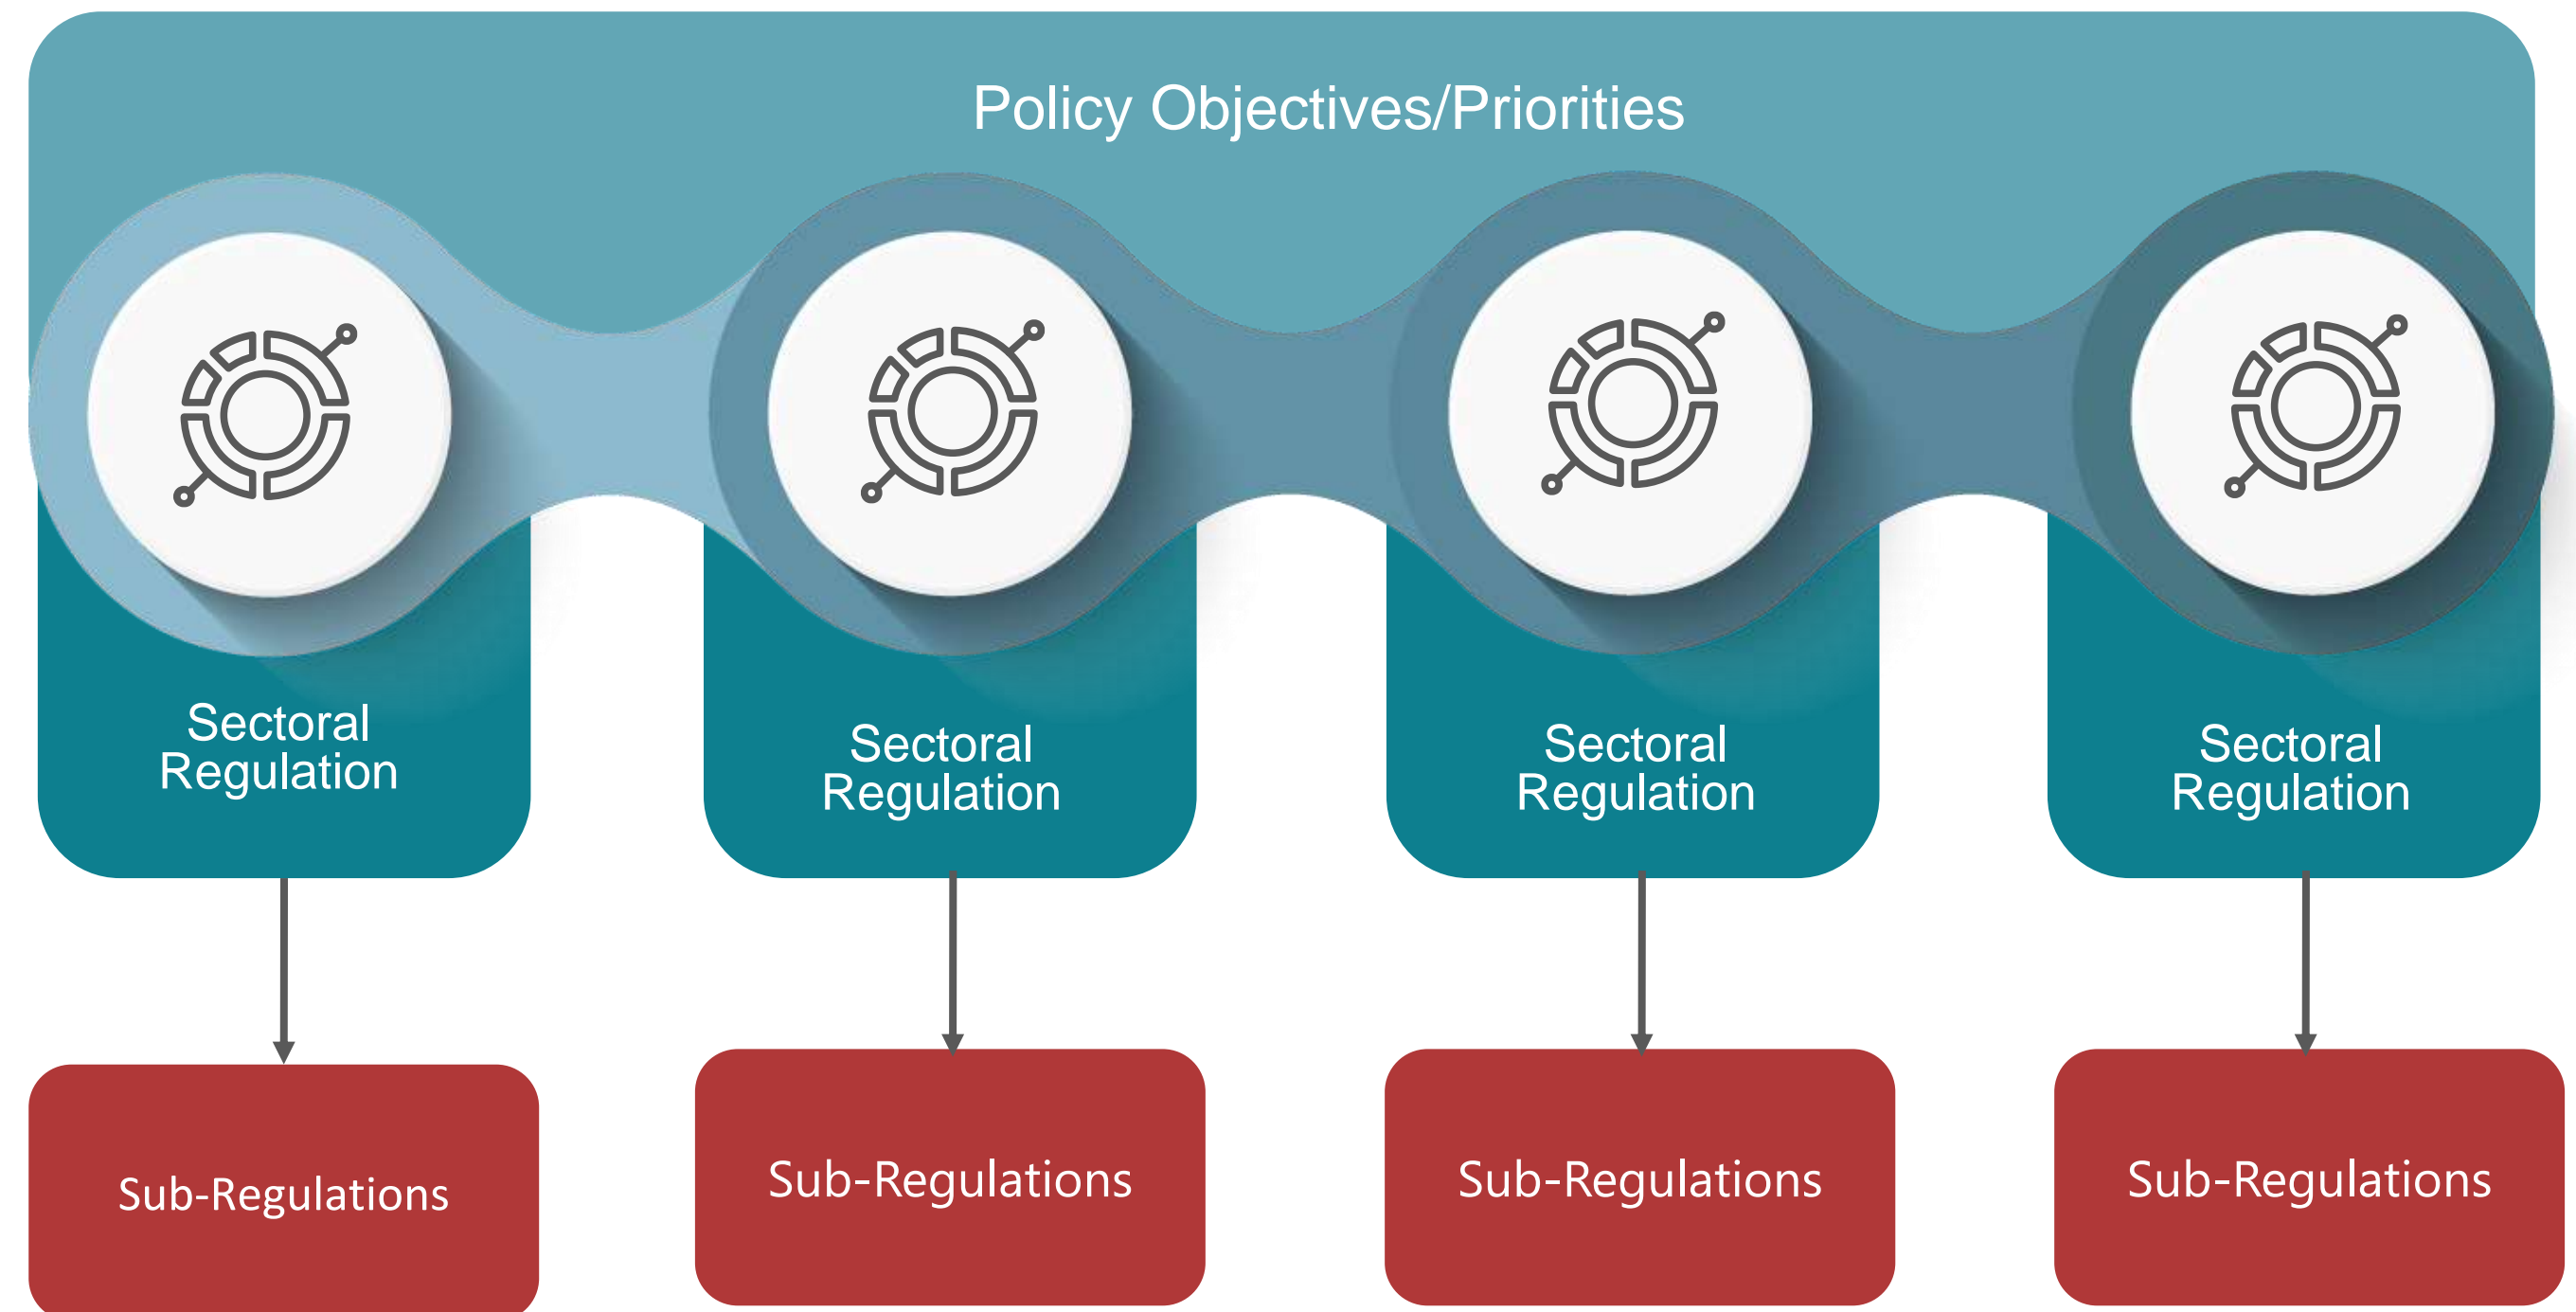 Policy Objectives/Priorities
Sectoral
Regulation
Sectoral
Regulation
Sectoral
Regulation
Sectoral
Regulation
Sub-Regulations
Sub-Regulations
Sub-Regulations
Sub-Regulations